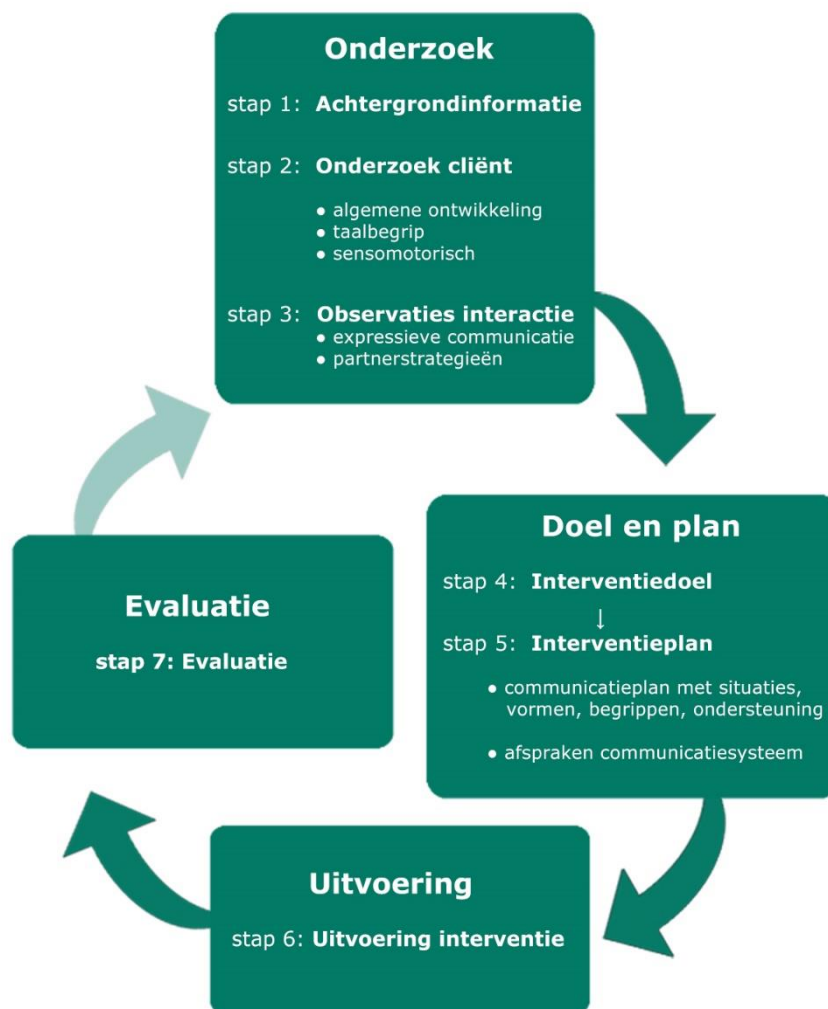 Onderzoek
stap 1: Achtergrondinformatie
stap 2: Onderzoek cliënt
● algemene ontwikkeling
● taalbegrip
● sensomotorisch
stap 3: Observaties interactie
● expressieve communicatie
● partnerstrategieën
Doel en plan
stap 4: Interventiedoel
↓
stap 5: Interventieplan
● communicatieplan met situaties,
vormen, begrippen, ondersteuning
● afspraken communicatiesysteem
Uitvoering
stap 6: Uitvoering interventie
Evaluatie
stap 7: Evaluatie